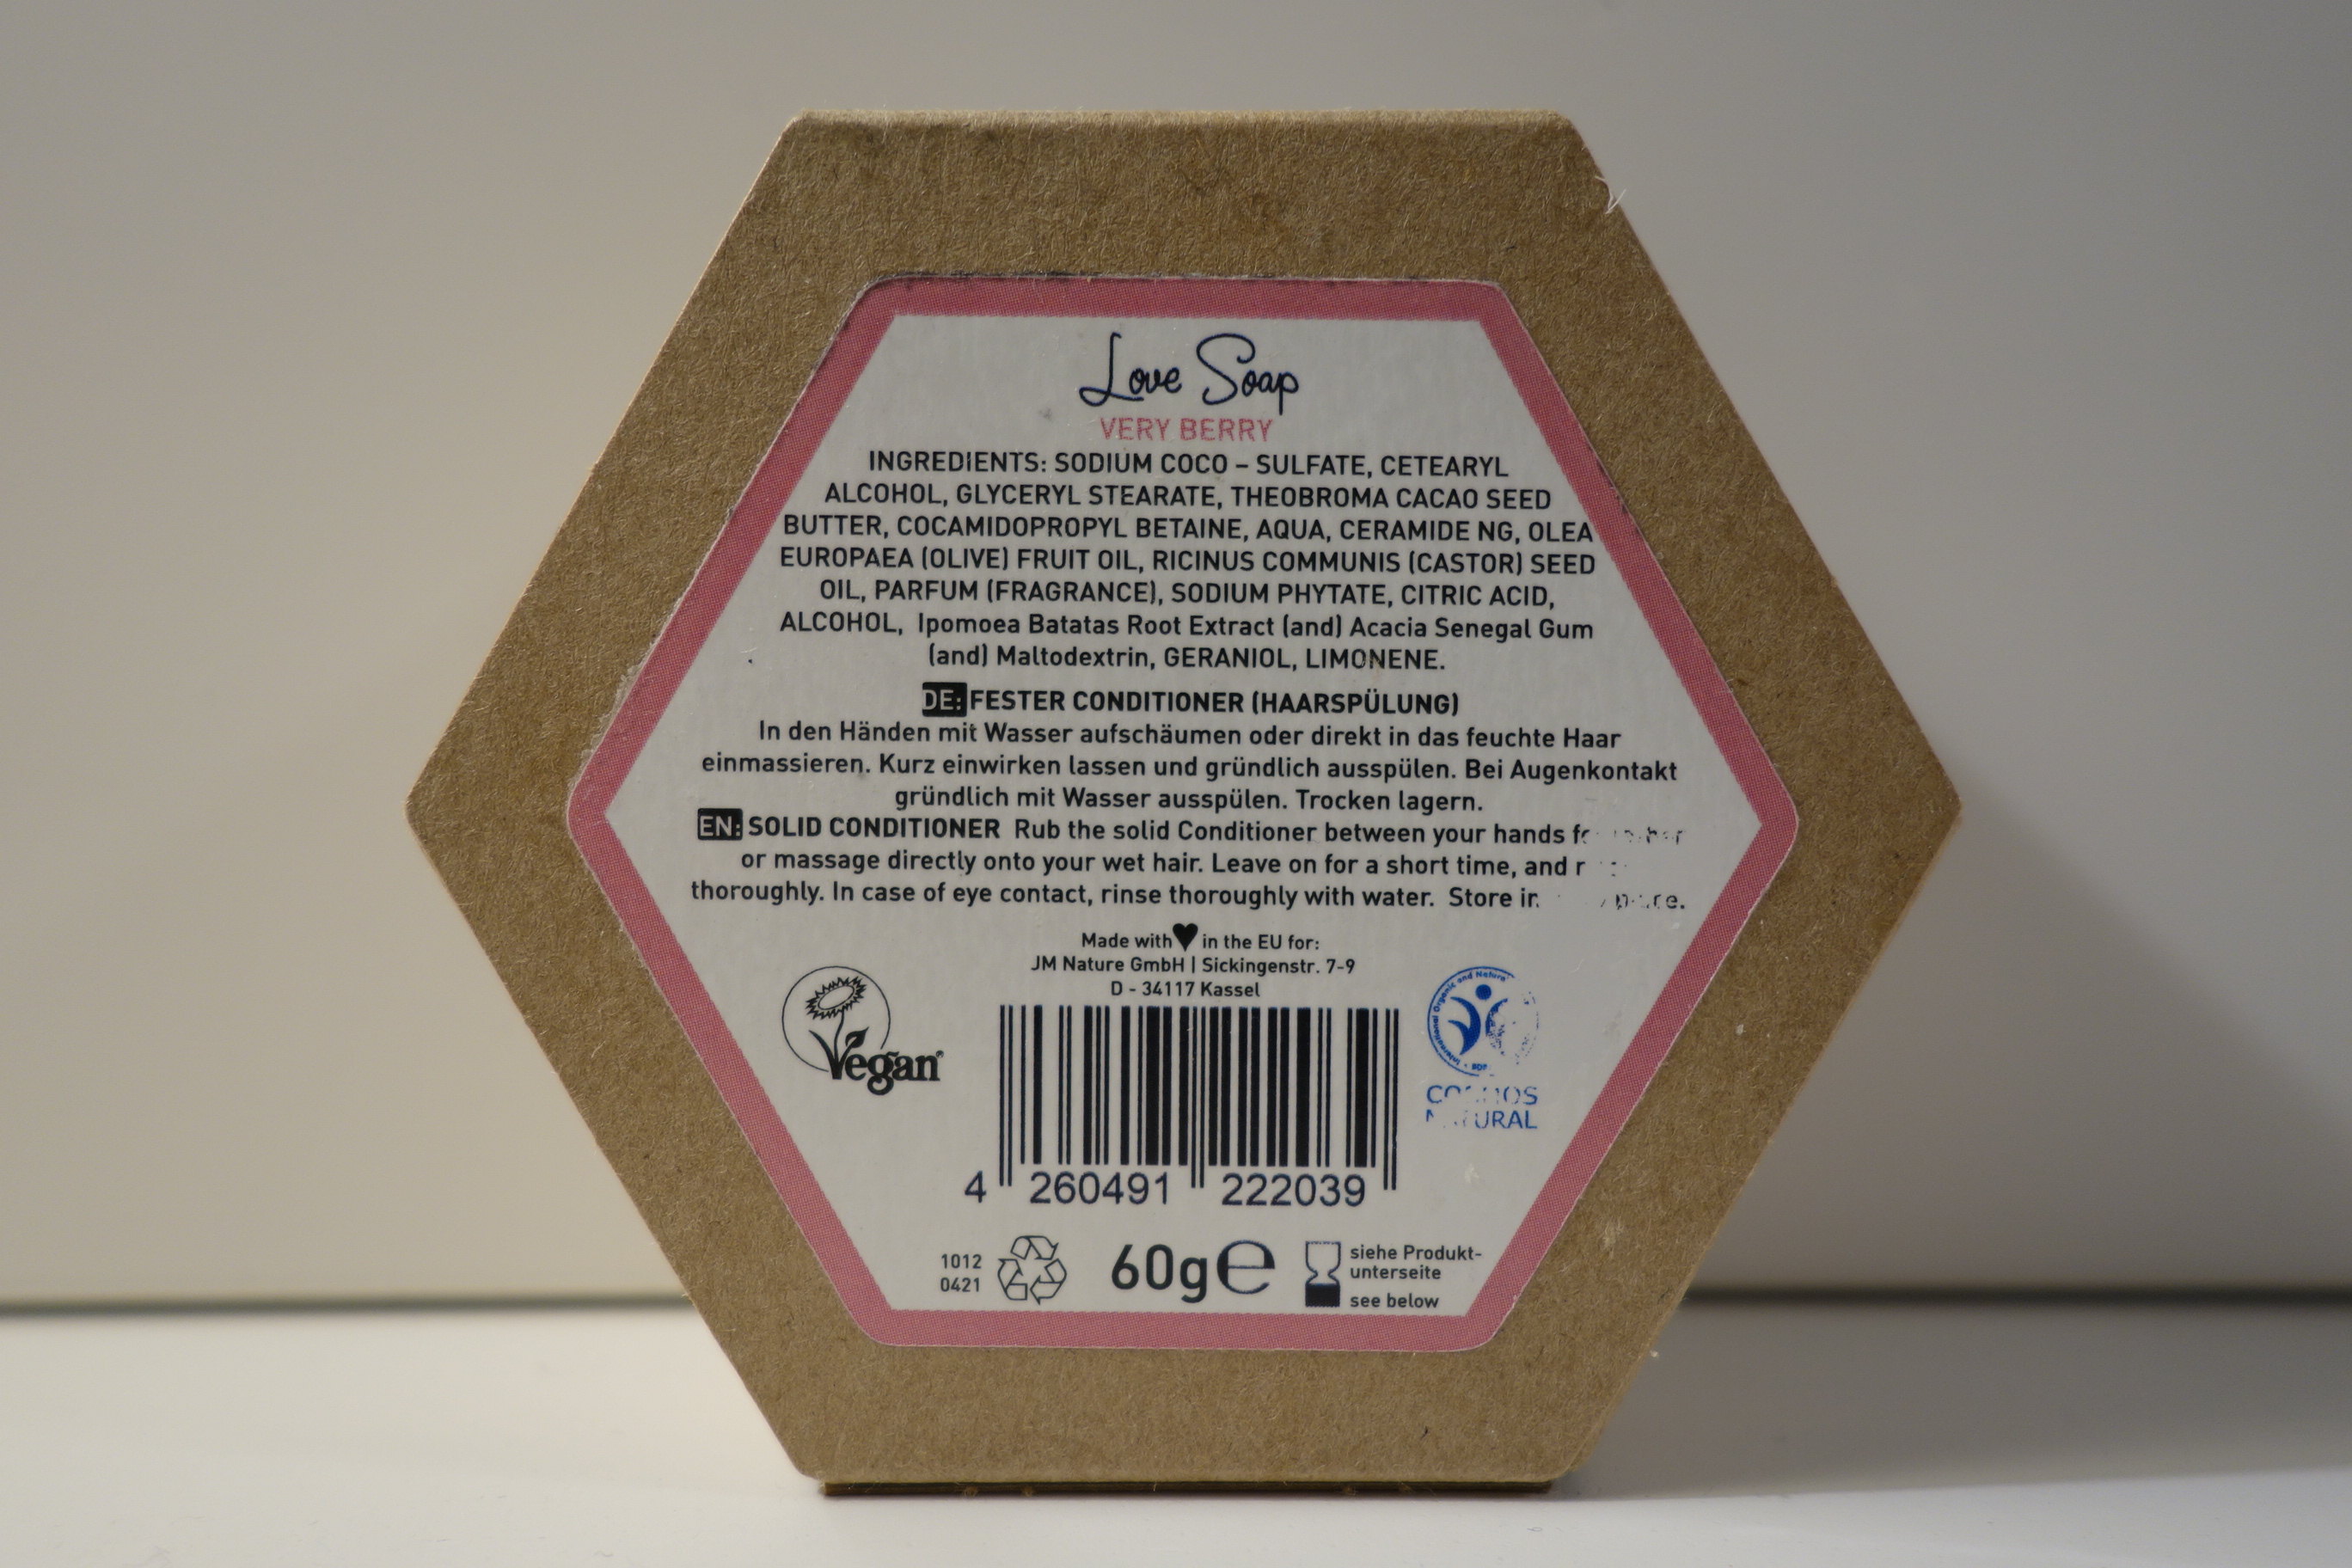 Love Soap
VERY BERRY
INGREDIENTS: SODIUM COCO – SULFATE, CETEARYL
ALCOHOL, GLYCERYL STEARATE, THEOBROMA CACAO SEED
BUTTER, COCAMIDOPROPYL BETAINE, AQUA, CERAMIDE NG, OLEA
EUROPAEA (OLIVE) FRUIT OIL, RICINUS COMMUNIS (CASTOR) SEED
OIL, PARFUM (FRAGRANCE), SODIUM PHYTATE, CITRIC ACID,
ALCOHOL, Ipomoea Batatas Root Extract (and) Acacia Senegal Gum
(and) Maltodextrin, GERANIOL, LIMONENE.
DE: FESTER CONDITIONER (HAARSPÜLUNG)
In den Händen mit Wasser aufschäumen oder direkt in das feuchte Haar
einmassieren. Kurz einwirken lassen und gründlich ausspülen. Bei Augenkontakt
gründlich mit Wasser ausspülen. Trocken lagern.
EN: SOLID CONDITIONER Rub the solid Conditioner between your hands
or massage directly onto your wet hair. Leave on for a short time, and
thoroughly. In case of eye contact, rinse thoroughly with water. Store
Made with ♥ in the EU for:
JM Nature GmbH | Sickingenstr. 7-9
D - 34117 Kassel
Vegan
International Organic and Natural
COSMOS
NATURAL
4 260491 222039
1012
0421
60g e
siehe Produkt-
unterseite
see below